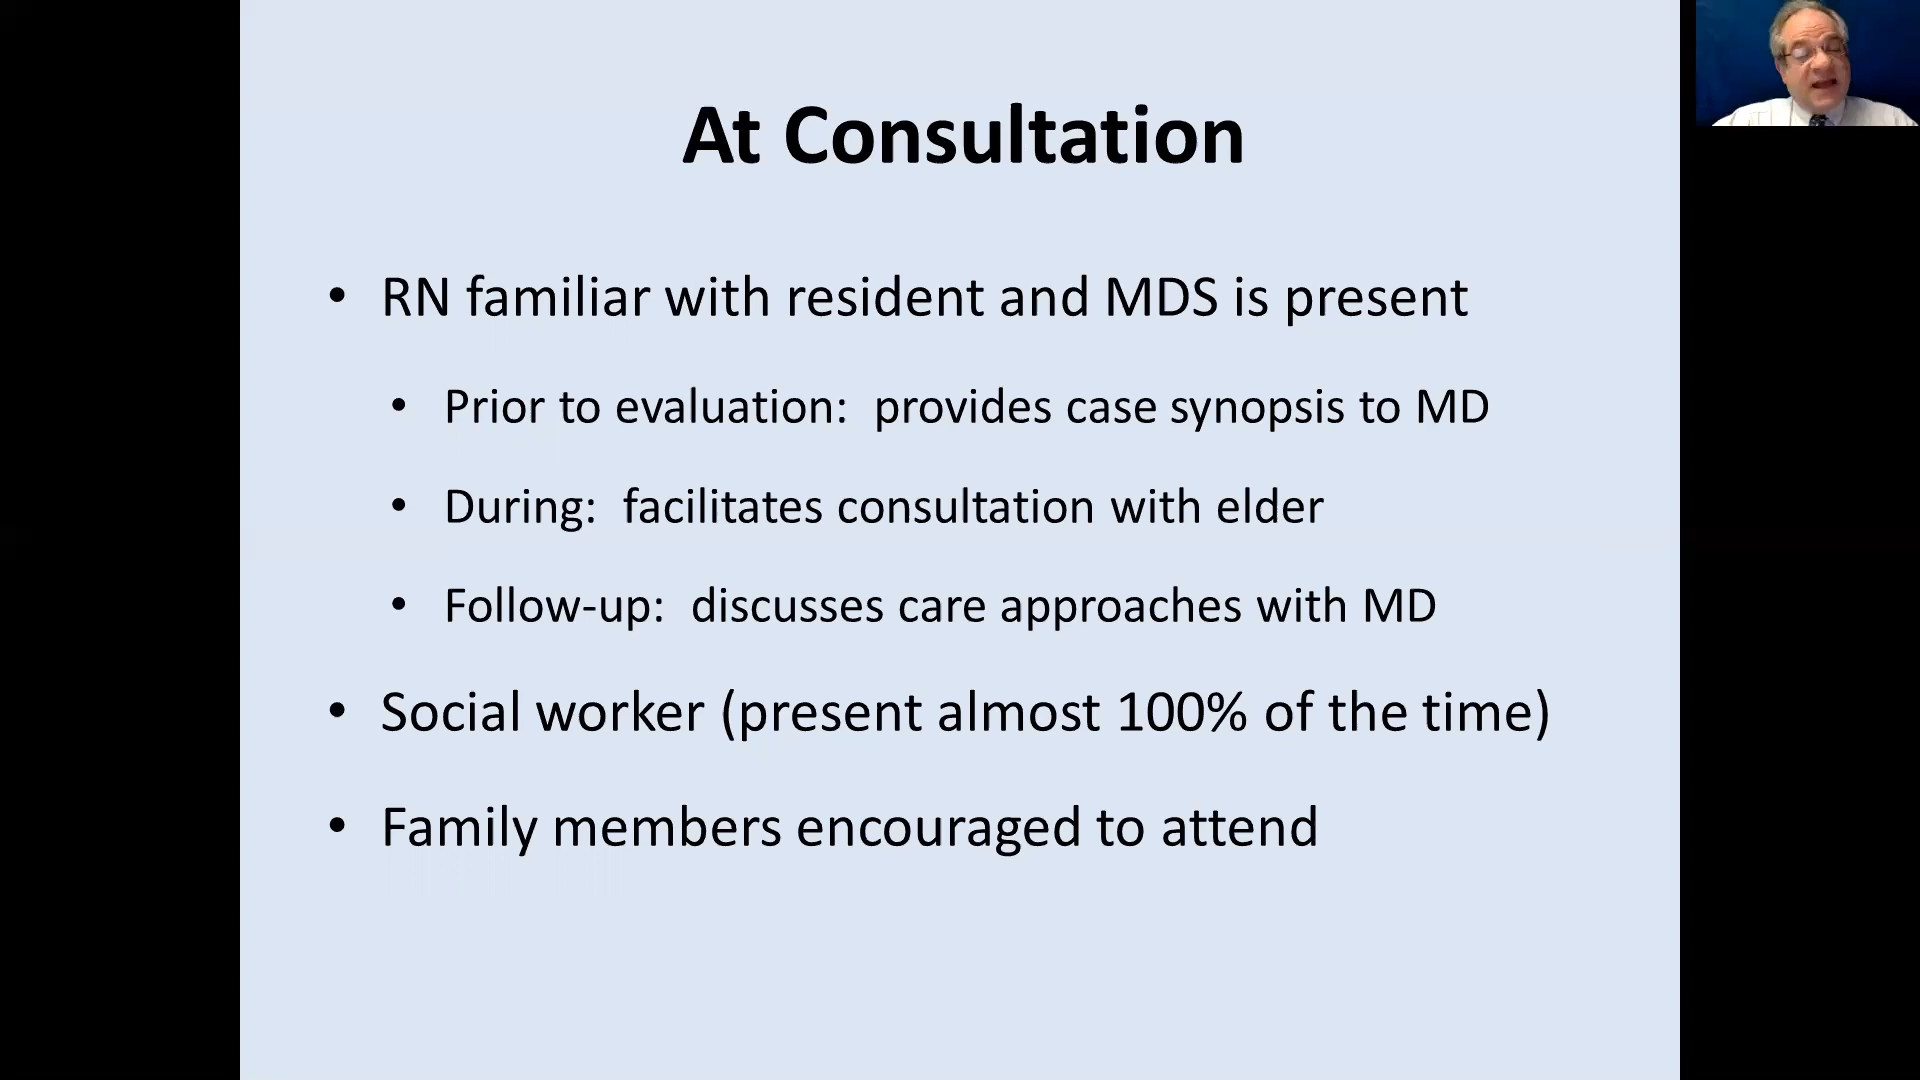 At Consultation
• RN familiar with resident and MDS is present
• Prior to evaluation: provides case synopsis to MD
• During: facilitates consultation with elder
• Follow-up: discusses care approaches with MD
• Social worker (present almost 100% of the time)
• Family members encouraged to attend